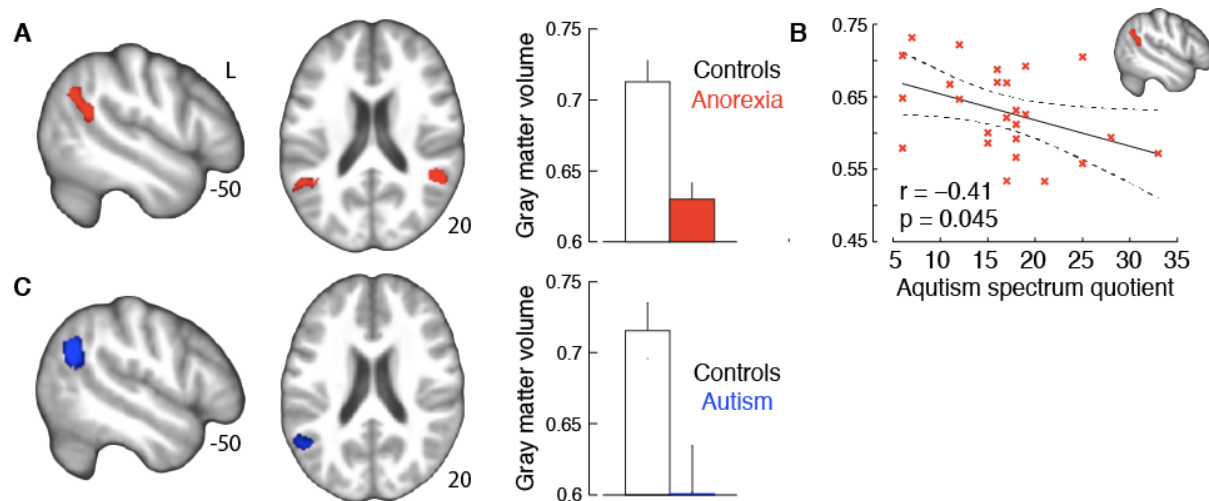 A
L
-50
20
Gray matter volume
0.75
0.7
0.65
0.6
Controls
Anorexia
B
0.75
0.65
0.55
0.45
r = −0.41
p = 0.045
5 10 15 20 25 30 35
Aqutism spectrum quotient
C
-50
20
Gray matter volume
0.75
0.7
0.65
0.6
Controls
Autism